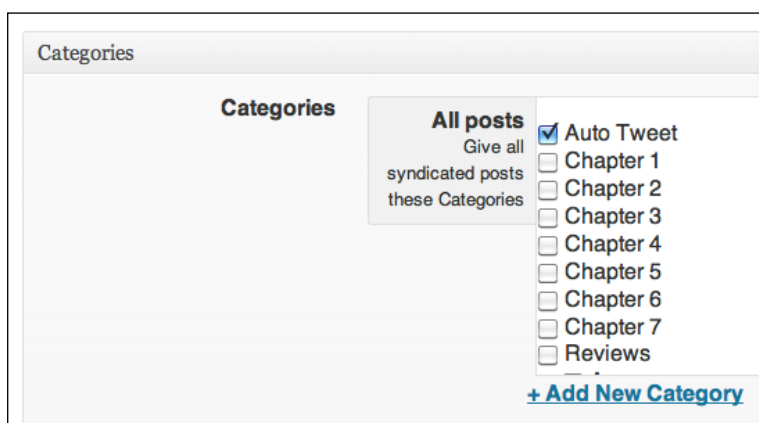 Categories
Categories
All posts
Give all
syndicated posts
these Categories
Auto Tweet
Chapter 1
Chapter 2
Chapter 3
Chapter 4
Chapter 5
Chapter 6
Chapter 7
Reviews
+ Add New Category